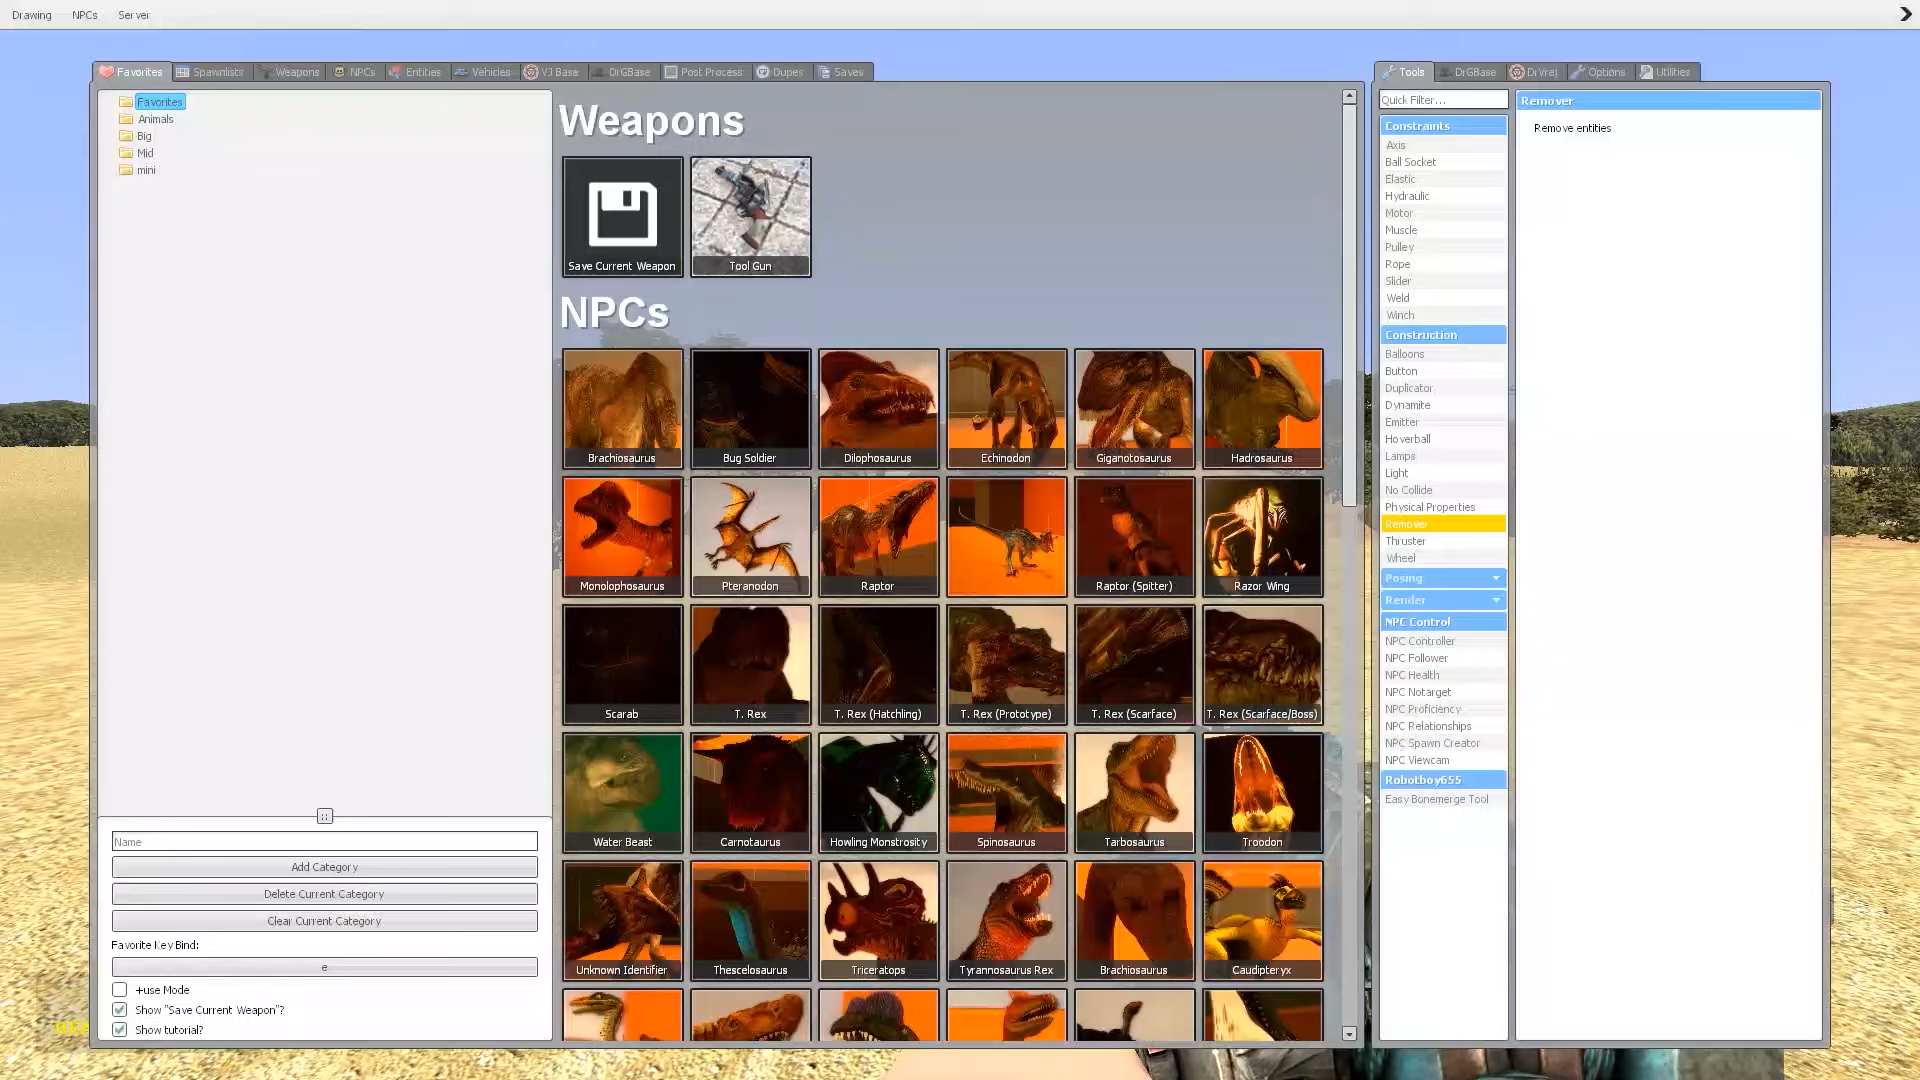 Drawing NPCs Server
Favorites Spawnlists Weapons NPCs Entities Vehicles VJ Base DrGBase Post Process Dupes Saves
Favorites
Animals
Big
Mid
mini
Name
Add Category
Delete Current Category
Clear Current Category
Favorite Key Bind:
e
+use Mode
Show "Save Current Weapon"?
Show tutorial?
Weapons
Save Current Weapon Tool Gun
NPCs
Brachiosaurus Bug Soldier Dilophosaurus Echinodon Giganotosaurus Hadrosaurus
Monolophosaurus Pteranodon Raptor Raptor (Spitter) Razor Wing
Scarab T. Rex T. Rex (Hatchling) T. Rex (Prototype) T. Rex (Scarface) T. Rex (Scarface/Boss)
Water Beast Carnotaurus Howling Monstrosity Spinosaurus Tarbosaurus Troodon
Unknown Identifier Thescelosaurus Triceratops Tyrannosaurus Rex Brachiosaurus Caudipteryx
Tools DrGBase DrVrej Options Utilities
Quick Filter...
Constraints
Axis
Ball Socket
Elastic
Hydraulic
Motor
Muscle
Pulley
Rope
Slider
Weld
Winch
Construction
Balloons
Button
Duplicator
Dynamite
Emitter
Hoverball
Lamps
Light
No Collide
Physical Properties
Remover
Thruster
Wheel
Posing
Render
NPC Control
NPC Controller
NPC Follower
NPC Health
NPC Notarget
NPC Proficiency
NPC Relationships
NPC Spawn Creator
NPC Viewcam
Robotboy655
Easy Bonemerge Tool
Remover
Remove entities